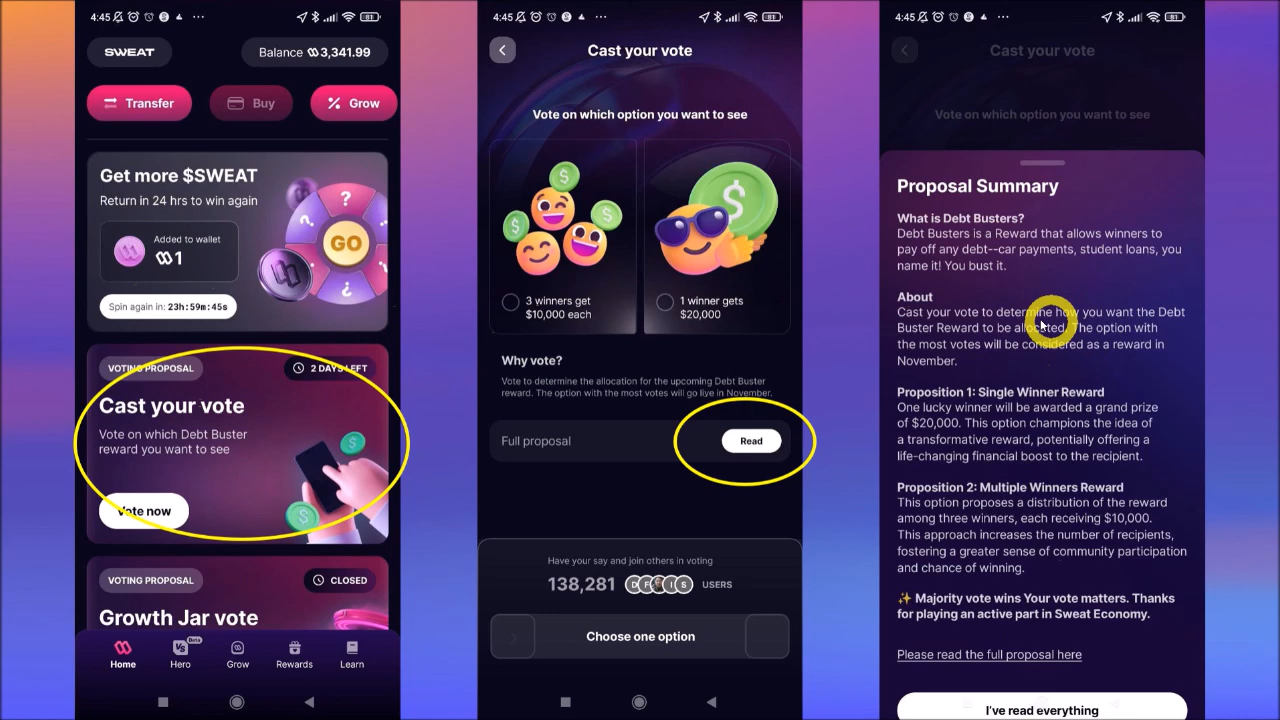 4:45
81
SWEAT
Balance 3,341.99
Transfer
Buy
Grow
Get more $SWEAT
Return in 24 hrs to win again
Added to wallet
1
Spin again in: 23h:59m:45s
?
?
?
GO
VOTING PROPOSAL
2 DAYS LEFT
Cast your vote
Vote on which Debt Buster
reward you want to see
Vote now
VOTING PROPOSAL
CLOSED
Growth Jar vote
Beta
Home
Hero
Grow
Rewards
Learn
4:45
81
Cast your vote
Vote on which option you want to see
3 winners get
$10,000 each
1 winner gets
$20,000
Why vote?
Vote to determine the allocation for the upcoming Debt Buster
reward. The option with the most votes will go live in November.
Full proposal
Read
Have your say and join others in voting
138,281 USERS
Choose one option
4:45
81
Cast your vote
Vote on which option you want to see
Proposal Summary
What is Debt Busters?
Debt Busters is a Reward that allows winners to
pay off any debt--car payments, student loans, you
name it! You bust it.
About
Cast your vote to determine how you want the Debt
Buster Reward to be allocated. The option with
the most votes will be considered as a reward in
November.
Proposition 1: Single Winner Reward
One lucky winner will be awarded a grand prize
of $20,000. This option champions the idea of
a transformative reward, potentially offering a
life-changing financial boost to the recipient.
Proposition 2: Multiple Winners Reward
This option proposes a distribution of the reward
among three winners, each receiving $10,000.
This approach increases the number of recipients,
fostering a greater sense of community participation
and chance of winning.
✨ Majority vote wins Your vote matters. Thanks
for playing an active part in Sweat Economy.
Please read the full proposal here
I've read everything